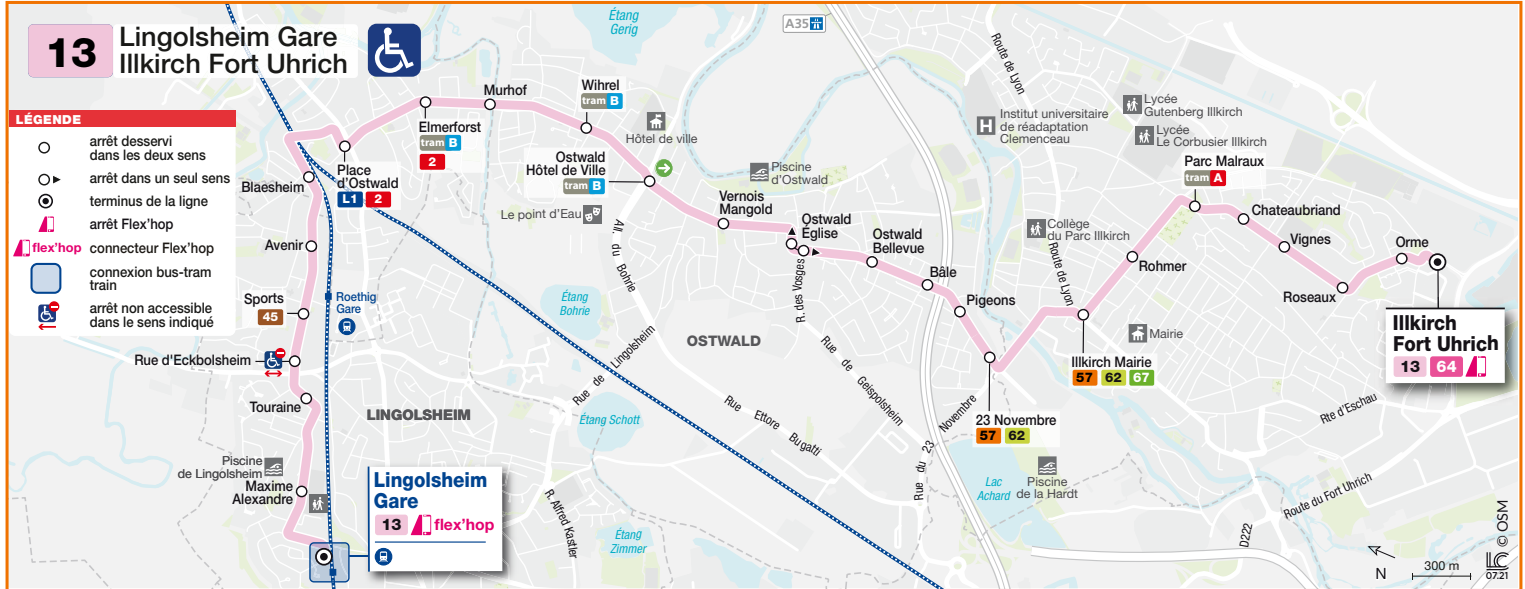 13
Lingolsheim Gare
Illkirch Fort Uhrich
LÉGENDE
arrêt desservi
dans les deux sens
arrêt dans un seul sens
terminus de la ligne
arrêt Flex'hop
flex'hop connecteur Flex'hop
connexion bus-tram
train
arrêt non accessible
dans le sens indiqué
Étang
Gerig
A35
Blaesheim
Place
d'Ostwald
L1 2
Elmerforst
tram B
2
Murhof
Wihrel
tram B
Hôtel de ville
Ostwald
Hôtel de Ville
tram B
Le point d'Eau
All. du Bohrie
Piscine
d'Ostwald
Vernois
Mangold
Ostwald
Église
R. des Vosges
Ostwald
Bellevue
Bâle
Pigeons
Route de Lyon
H
Institut universitaire
de réadaptation
Clemenceau
Lycée
Gutenberg Illkirch
Lycée
Le Corbusier Illkirch
Parc Malraux
tram A
Collège
du Parc Illkirch
Route de Lyon
Rohmer
Chateaubriand
Vignes
Roseaux
Orme
Illkirch
Fort Uhrich
13 64
Mairie
Illkirch Mairie
57 62 67
23 Novembre
57 62
Avenir
Sports
45
Roethig
Gare
Rue d'Eckbolsheim
Touraine
LINGOLSHEIM
Piscine
de Lingolsheim
Maxime
Alexandre
Lingolsheim
Gare
13 flex'hop
Étang
Bohrie
OSTWALD
Rue de Lingolsheim
Étang Schott
Rue Ettore Bugatti
Rue de Geispolsheim
Rue du 23 Novembre
R. Alfred Kastler
Étang
Zimmer
Lac
Achard
Piscine
de la Hardt
Rte d'Eschau
Route du Fort Uhrich
D222
N
300 m
© OSM
LC
07.21